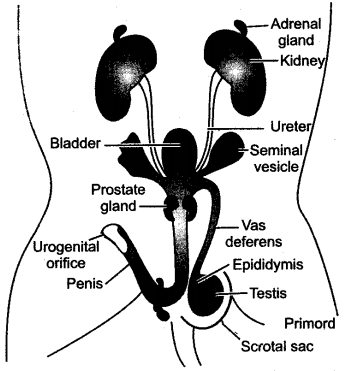 Adrenal
gland
Kidney
Ureter
Bladder
Seminal
vesicle
Prostate
gland
Vas
deferens
Urogenital
orifice
Epididymis
Penis
Testis
Primord
Scrotal sac